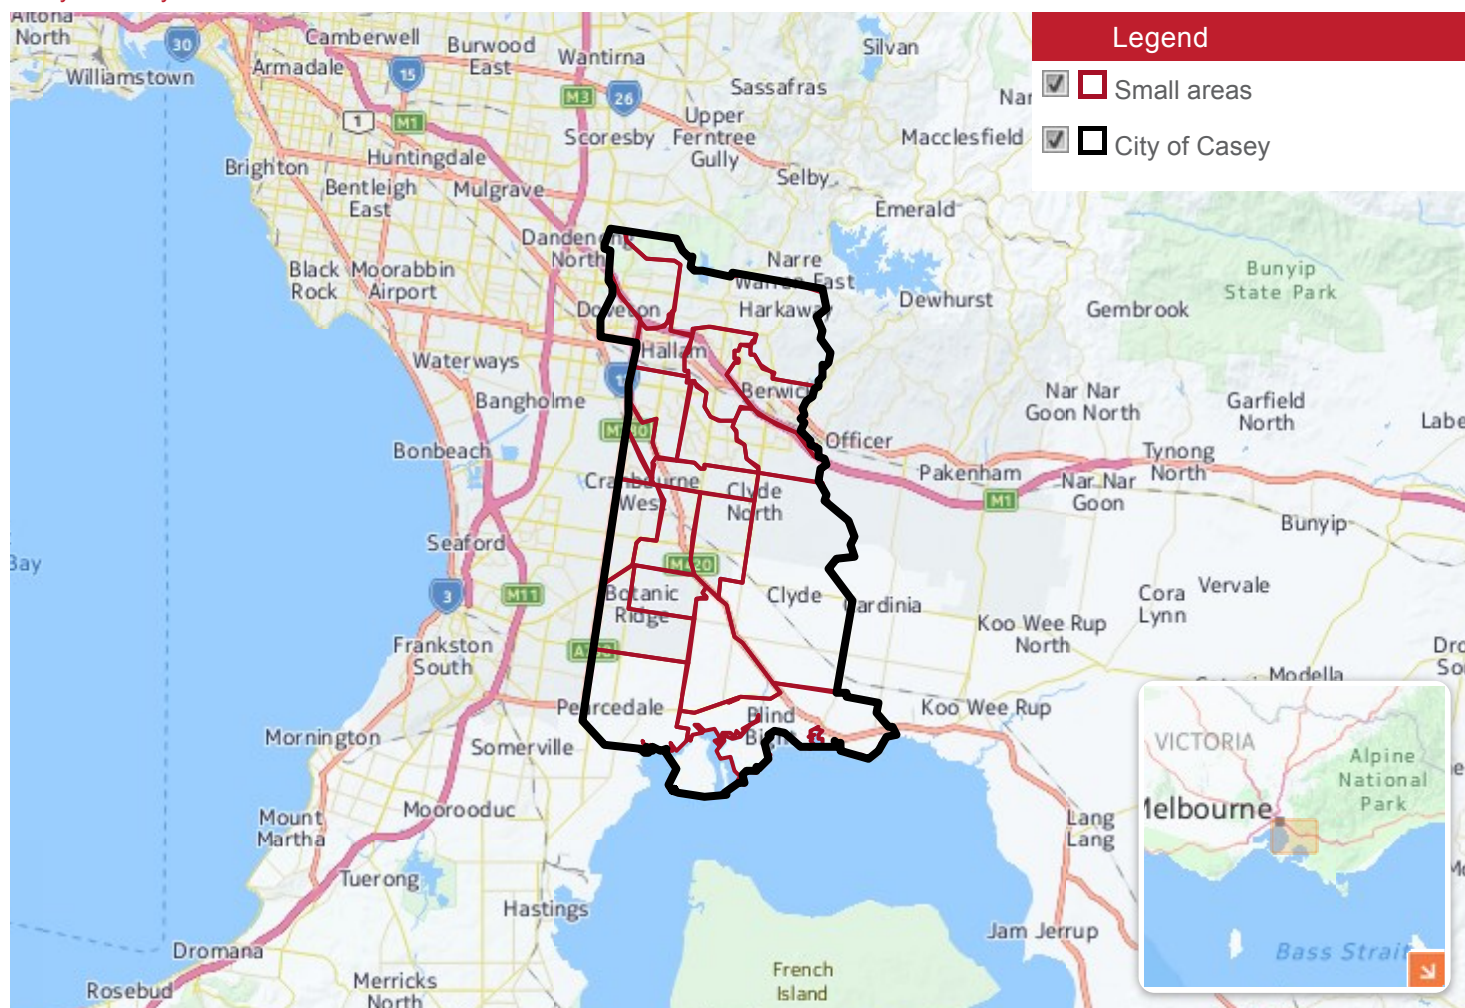 Altona
North
30
Camberwell
Burwood
East
Wantirna
Silvan
Legend
Armadale
15
Williamstown
M3
26
Sassafras
Small areas
1
M1
Upper
Ferntree
Gully
Scoresby
Macclesfield
City of Casey
Brighton
Huntingdale
Bentleigh
East
Mulgrave
Selby
Emerald
Dandenong
North
Narre
Warren East
Black
Rock
Moorabbin
Airport
Bunyip
State Park
Doveton
Harkaway
Dewhurst
Gembrook
Waterways
Hallam
Bangholme
Berwick
Nar Nar
Goon North
Garfield
North
Bonbeach
Officer
Pakenham
Tynong
North
Cranbourne
West
Clyde
North
M1
Nar Nar
Goon
Bunyip
Seaford
M420
3
M11
Botanic
Ridge
Clyde
Cardinia
Cora
Lynn
Vervale
Koo Wee Rup
North
Frankston
South
Modella
Pearcedale
Blind
Bight
Koo Wee Rup
Mornington
Somerville
VICTORIA
Alpine
National
Park
Melbourne
Mount
Martha
Moorooduc
Lang
Lang
Tuerong
Hastings
Jam Jerrup
Dromana
Bass Strait
Rosebud
Merricks
North
French
Island